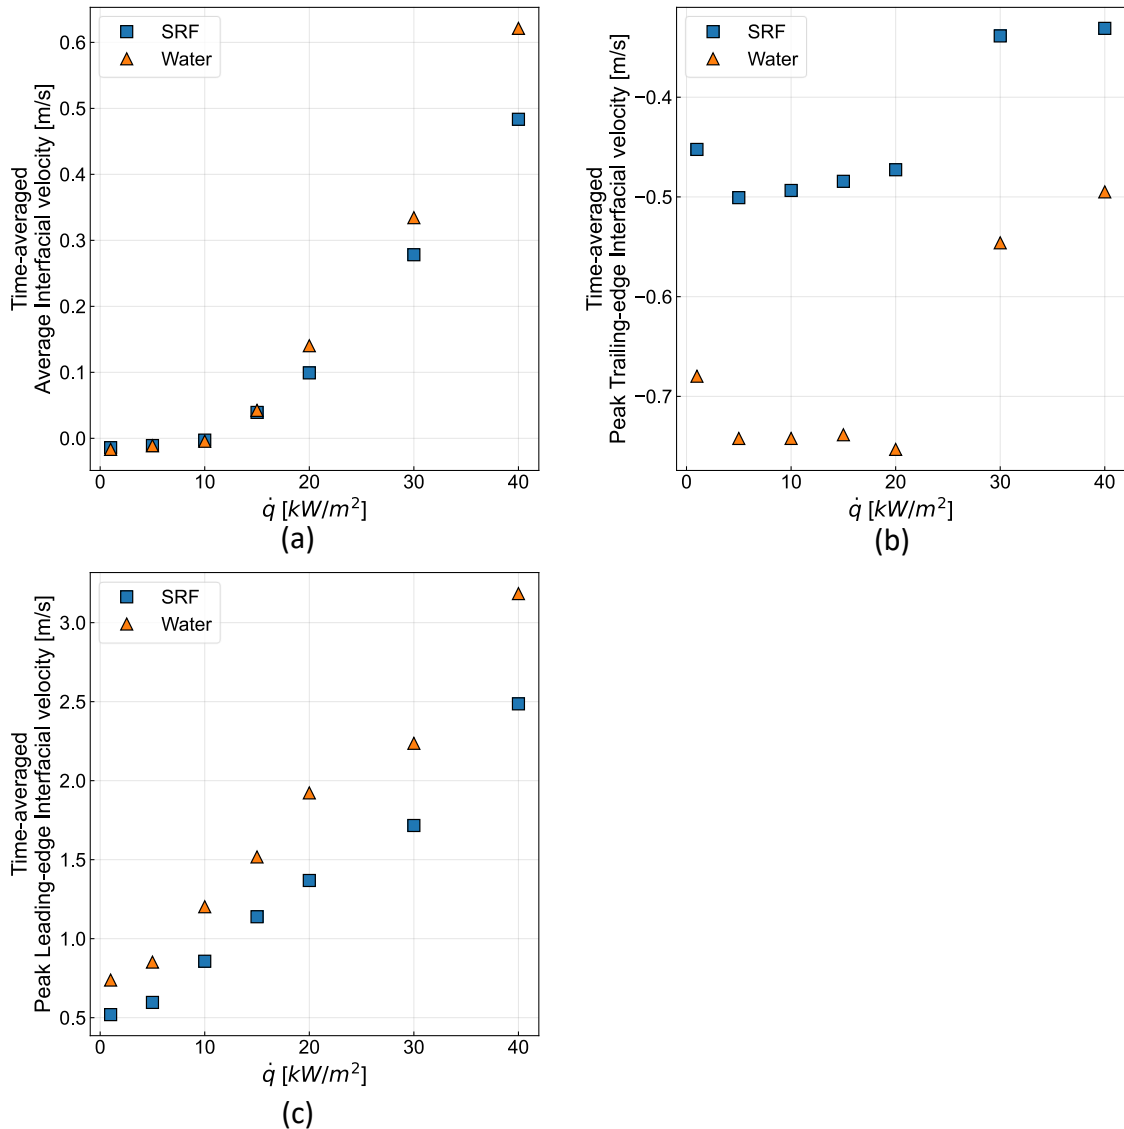 SRF
Water
0.6
0.5
0.4
0.3
0.2
0.1
0.0
Time-averaged
Average Interfacial velocity [m/s]
0
10
20
30
40
q̇ [kW/m²]
(a)
SRF
Water
−0.4
−0.5
−0.6
−0.7
Time-averaged
Peak Trailing-edge Interfacial velocity [m/s]
0
10
20
30
40
q̇ [kW/m²]
(b)
SRF
Water
3.0
2.5
2.0
1.5
1.0
0.5
Time-averaged
Peak Leading-edge Interfacial velocity [m/s]
0
10
20
30
40
q̇ [kW/m²]
(c)